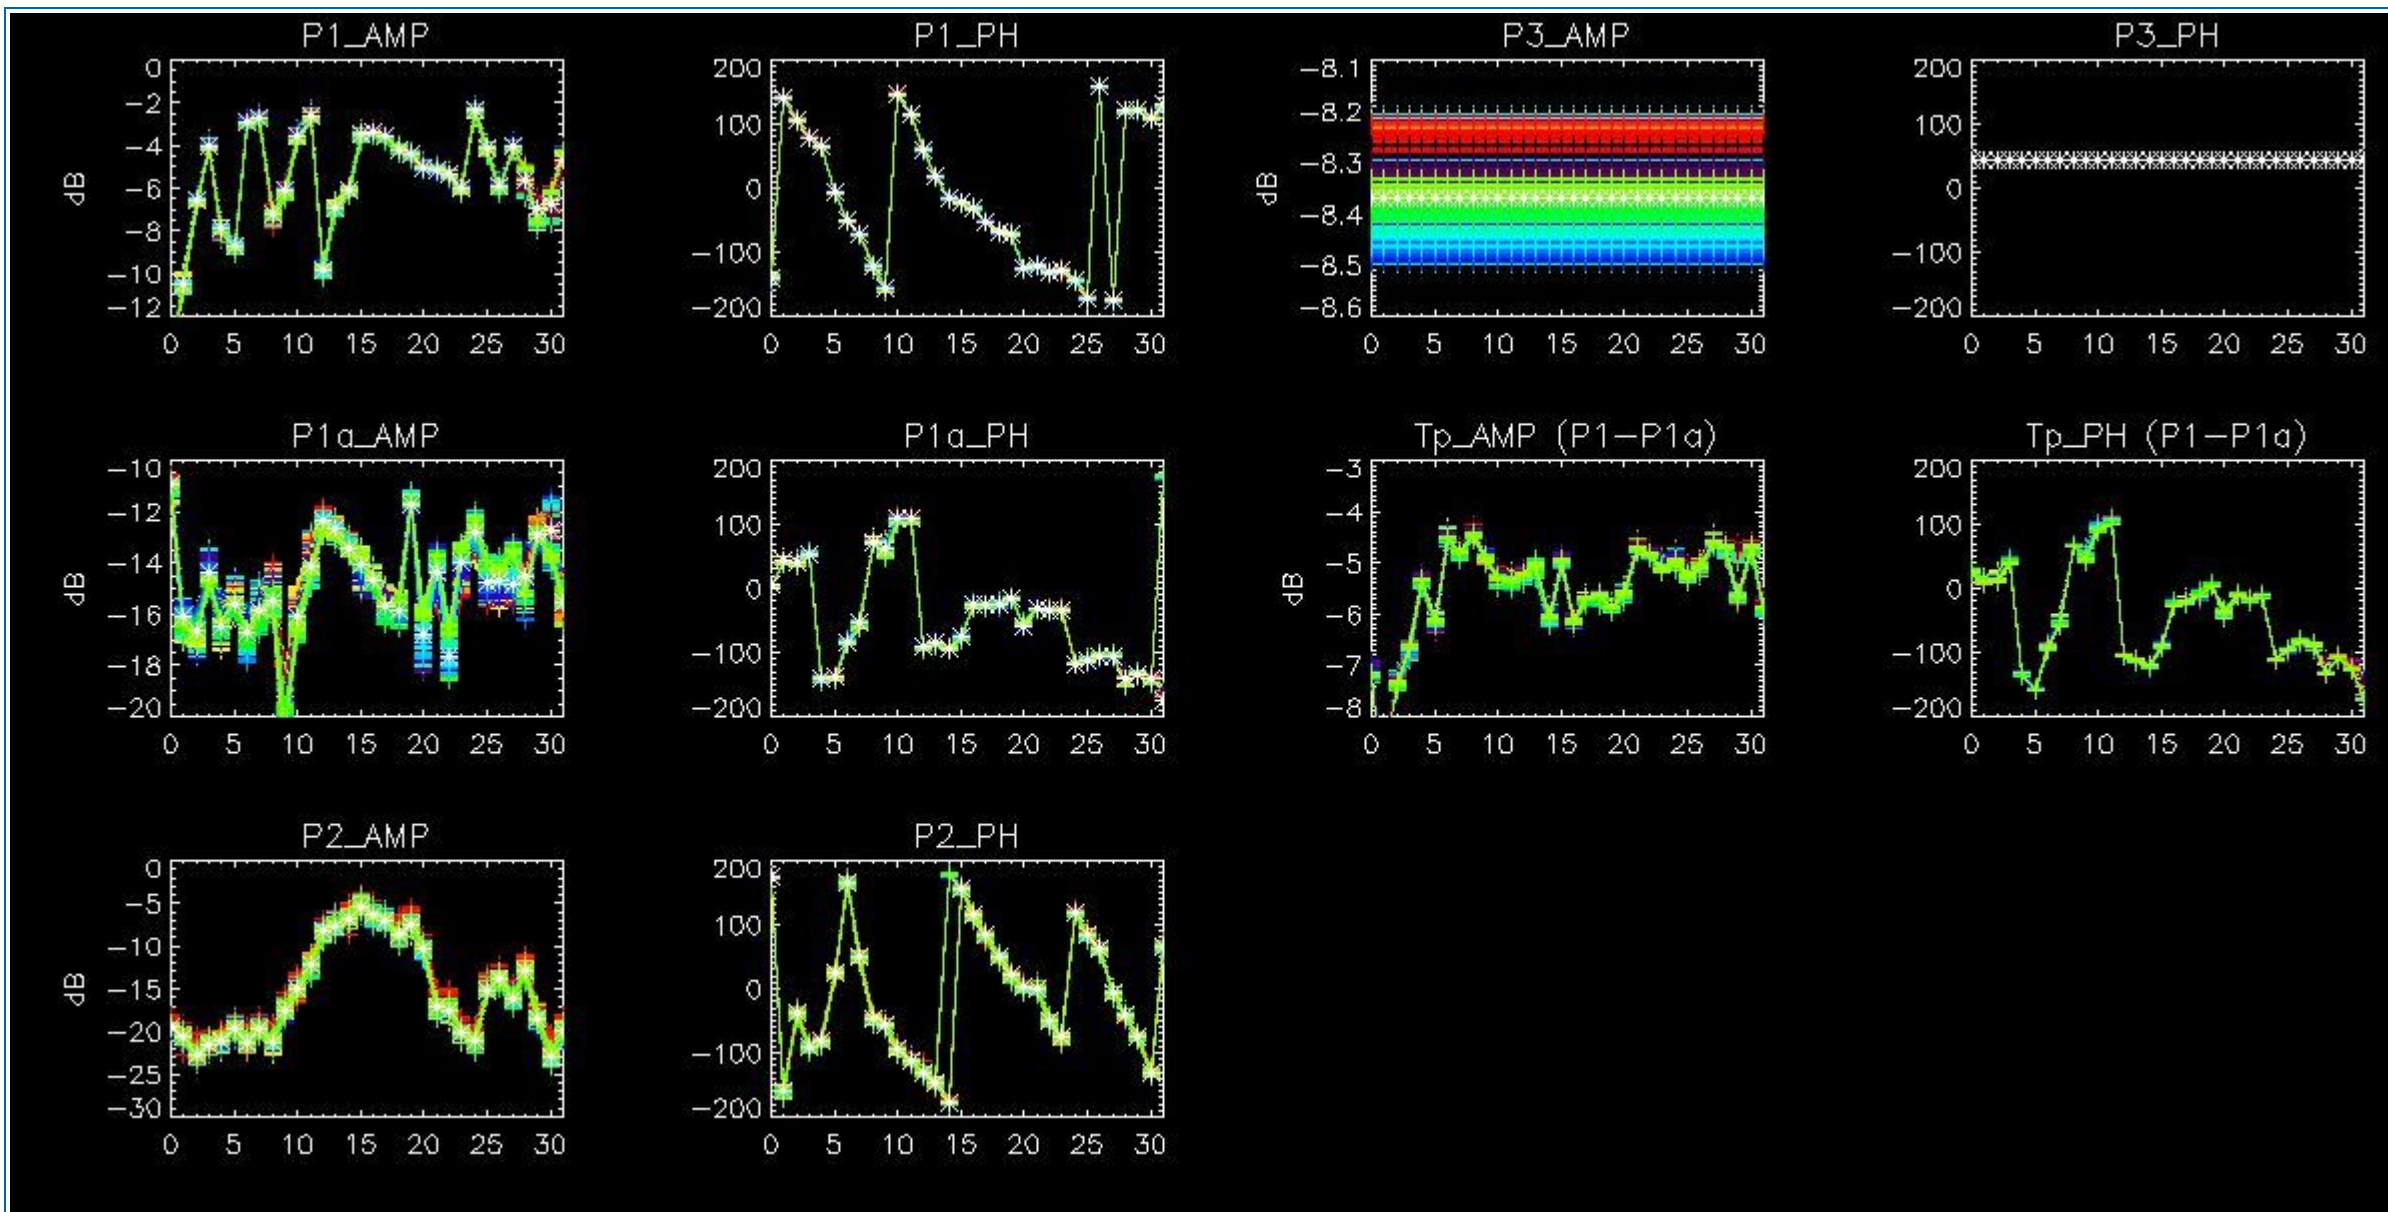 P1_AMP
P1_PH
P3_AMP
P3_PH
0
−2
−4
−6
−8
−10
−12
dB
0 5 10 15 20 25 30
200
100
0
−100
−200
0 5 10 15 20 25 30
−8.1
−8.2
−8.3
−8.4
−8.5
−8.6
dB
0 5 10 15 20 25 30
200
100
0
−100
−200
0 5 10 15 20 25 30
P1a_AMP
P1a_PH
Tp_AMP (P1−P1a)
Tp_PH (P1−P1a)
−10
−12
−14
−16
−18
−20
dB
0 5 10 15 20 25 30
200
100
0
−100
−200
0 5 10 15 20 25 30
−3
−4
−5
−6
−7
−8
dB
0 5 10 15 20 25 30
200
100
0
−100
−200
0 5 10 15 20 25 30
P2_AMP
P2_PH
0
−5
−10
−15
−20
−25
−30
dB
0 5 10 15 20 25 30
200
100
0
−100
−200
0 5 10 15 20 25 30